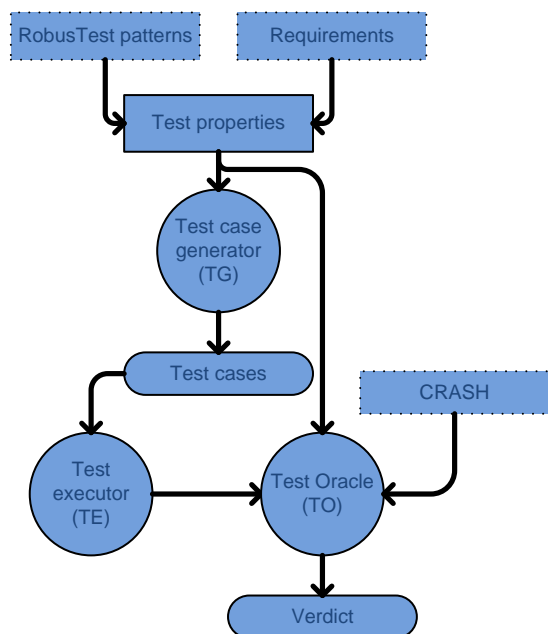 RobusTest patterns
Requirements
Test properties
Test case
generator
(TG)
Test cases
CRASH
Test
executor
(TE)
Test Oracle
(TO)
Verdict